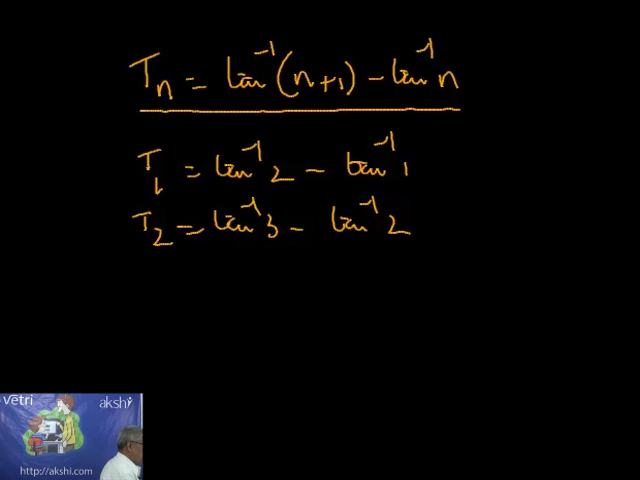 Tn = tan⁻¹(n+1) – tan⁻¹n
T1 = tan⁻¹2 – tan⁻¹1
T2 = tan⁻¹3 – tan⁻¹2
vetri akshi
http://akshi.com